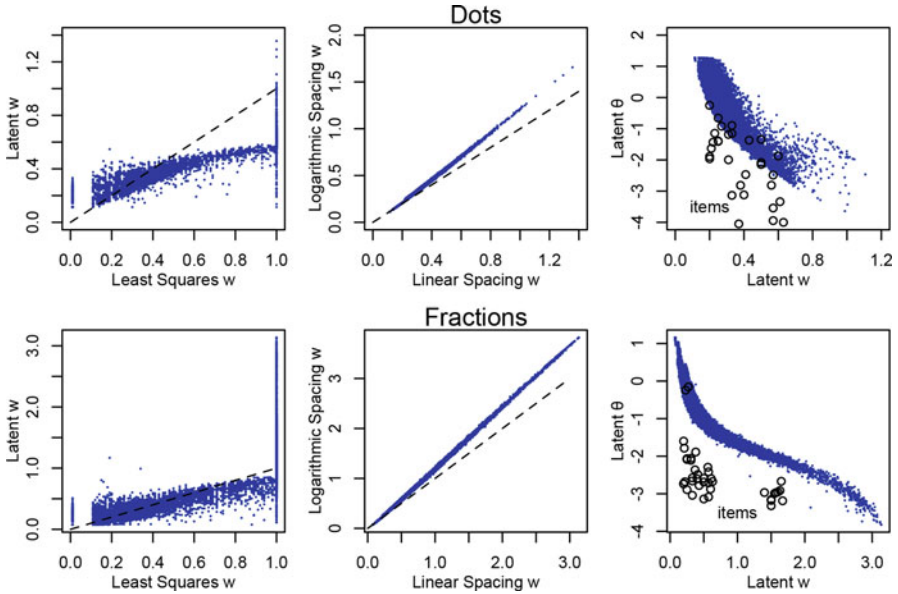 Dots
Latent w
0.0 0.4 0.8 1.2
0.0 0.2 0.4 0.6 0.8 1.0
Least Squares w
Logarithmic Spacing w
0.0 0.5 1.0 1.5 2.0
0.0 0.4 0.8 1.2
Linear Spacing w
Latent θ
-4 -3 -2 -1 0 1 2
items
0.0 0.4 0.8 1.2
Latent w
Fractions
Latent w
0.0 1.0 2.0 3.0
0.0 0.2 0.4 0.6 0.8 1.0
Least Squares w
Logarithmic Spacing w
0 1 2 3
0.0 1.0 2.0 3.0
Linear Spacing w
Latent θ
-4 -3 -2 -1 0 1
items
0.0 1.0 2.0 3.0
Latent w